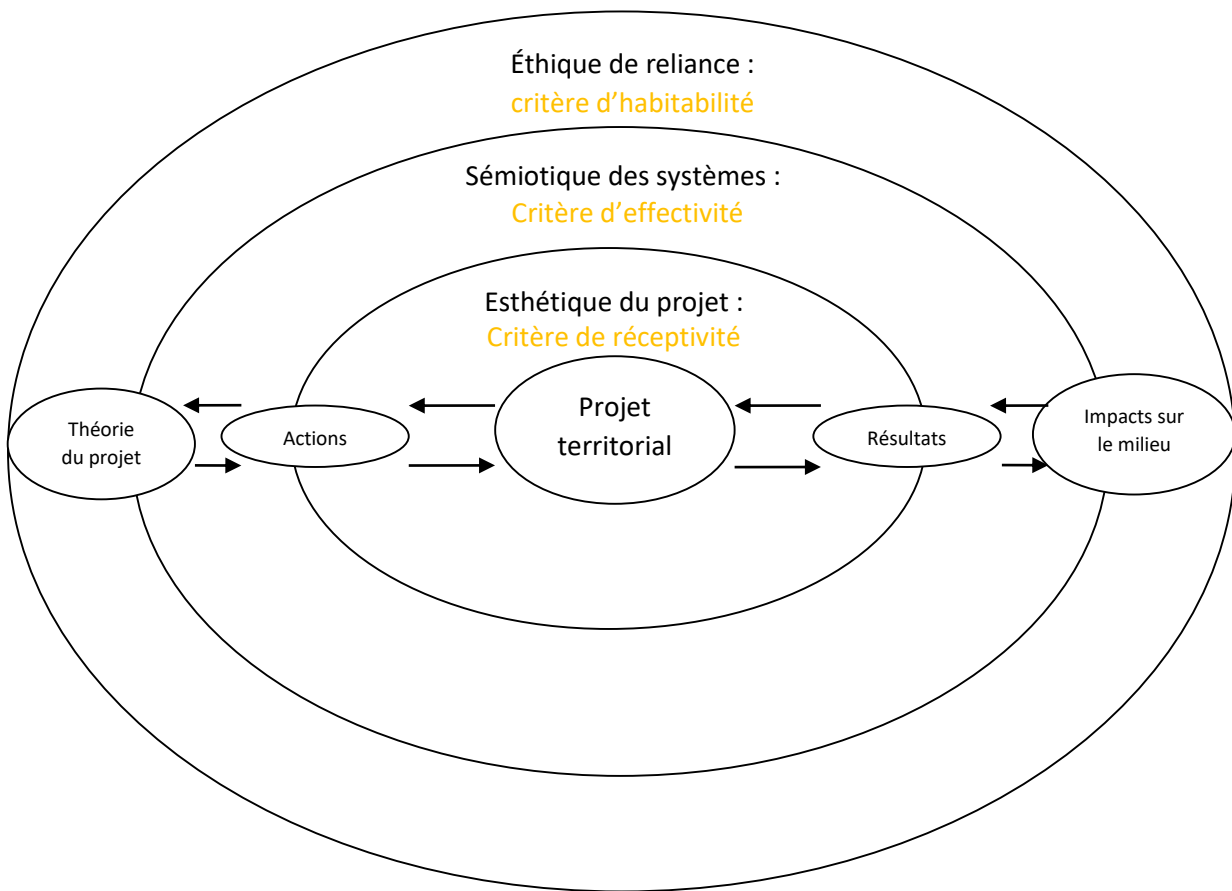 Éthique de reliance :
critère d’habitabilité
Sémiotique des systèmes :
Critère d’effectivité
Esthétique du projet :
Critère de réceptivité
Théorie
du projet
Actions
Projet
territorial
Résultats
Impacts sur
le milieu